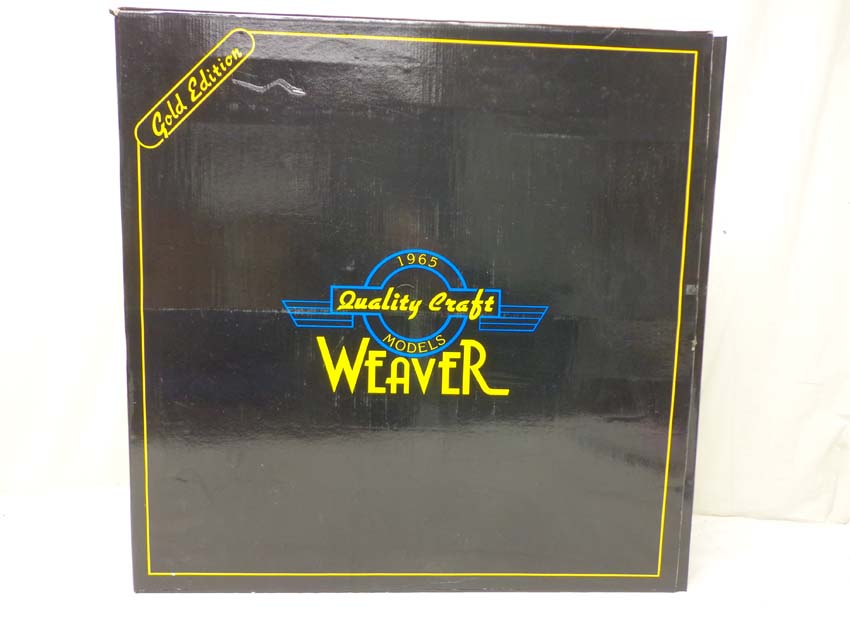 Gold Edition
1965
Quality Craft
MODELS
WEAVER